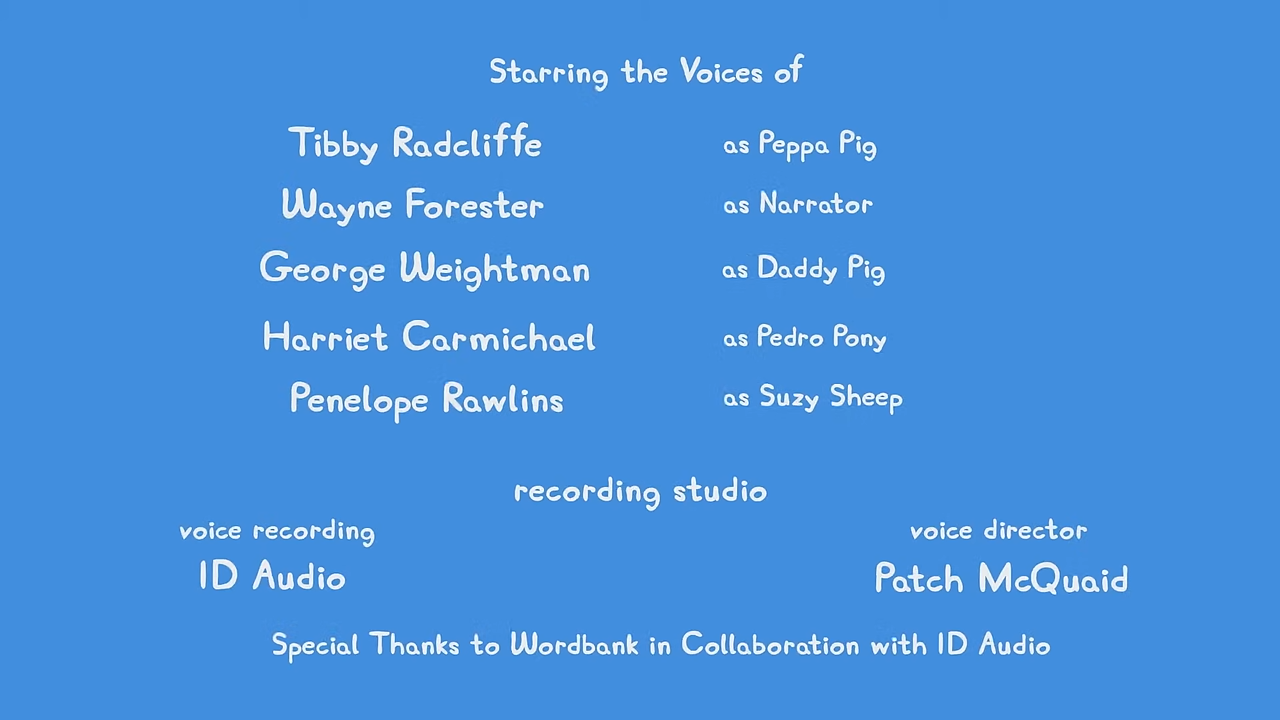 Starring the Voices of
Tibby Radcliffe as Peppa Pig
Wayne Forester as Narrator
George Weightman as Daddy Pig
Harriet Carmichael as Pedro Pony
Penelope Rawlins as Suzy Sheep
recording studio
voice recording voice director
ID Audio Patch McQuaid
Special Thanks to Wordbank in Collaboration with ID Audio